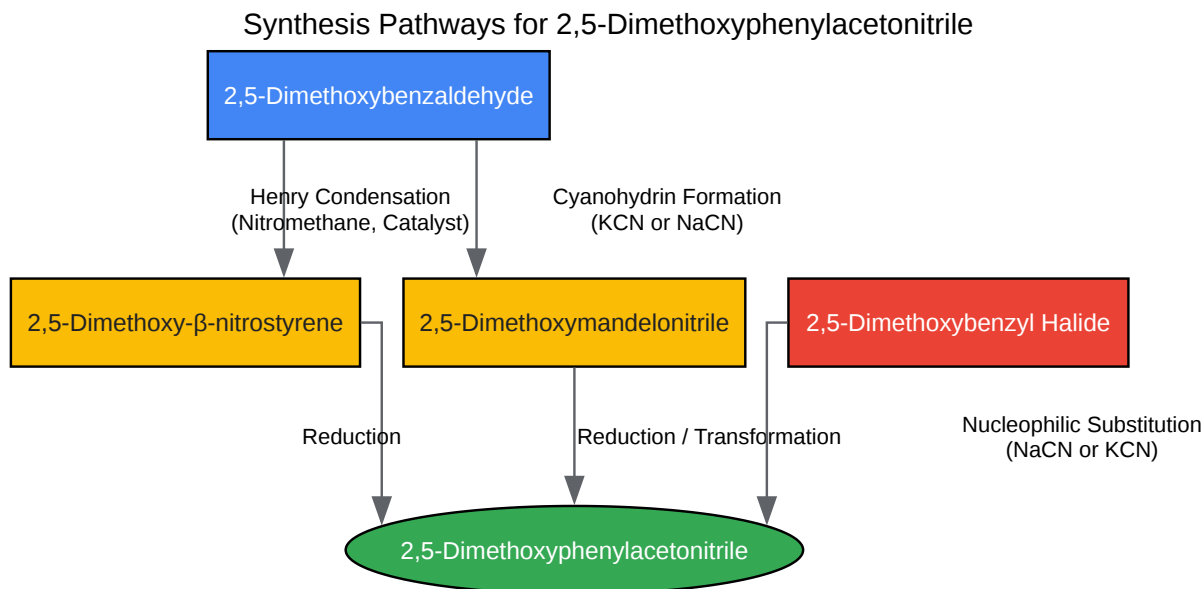 Synthesis Pathways for 2,5-Dimethoxyphenylacetonitrile
2,5-Dimethoxybenzaldehyde
Henry Condensation
(Nitromethane, Catalyst)
Cyanohydrin Formation
(KCN or NaCN)
2,5-Dimethoxy-β-nitrostyrene
2,5-Dimethoxymandelonitrile
2,5-Dimethoxybenzyl Halide
Reduction
Reduction / Transformation
Nucleophilic Substitution
(NaCN or KCN)
2,5-Dimethoxyphenylacetonitrile